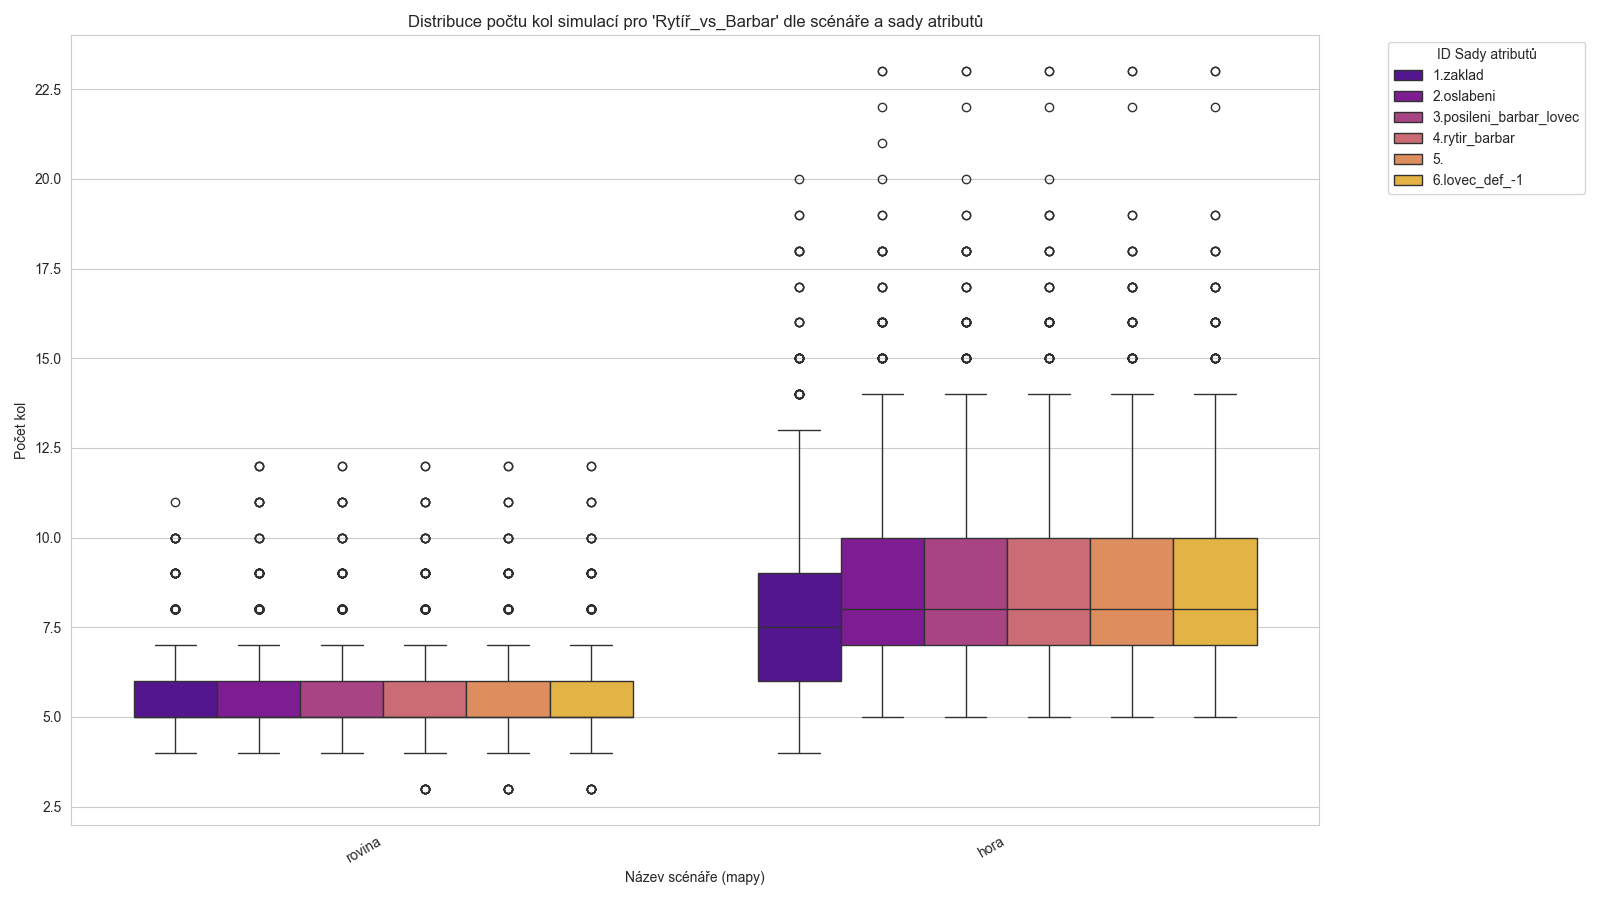 Distribuce počtu kol simulací pro 'Rytíř_vs_Barbar' dle scénáře a sady atributů
ID Sady atributů
1.zaklad
2.oslabeni
3.posileni_barbar_lovec
4.rytir_barbar
5.
6.lovec_def_-1
Počet kol
22.5
20.0
17.5
15.0
12.5
10.0
7.5
5.0
2.5
rovina
hora
Název scénáře (mapy)